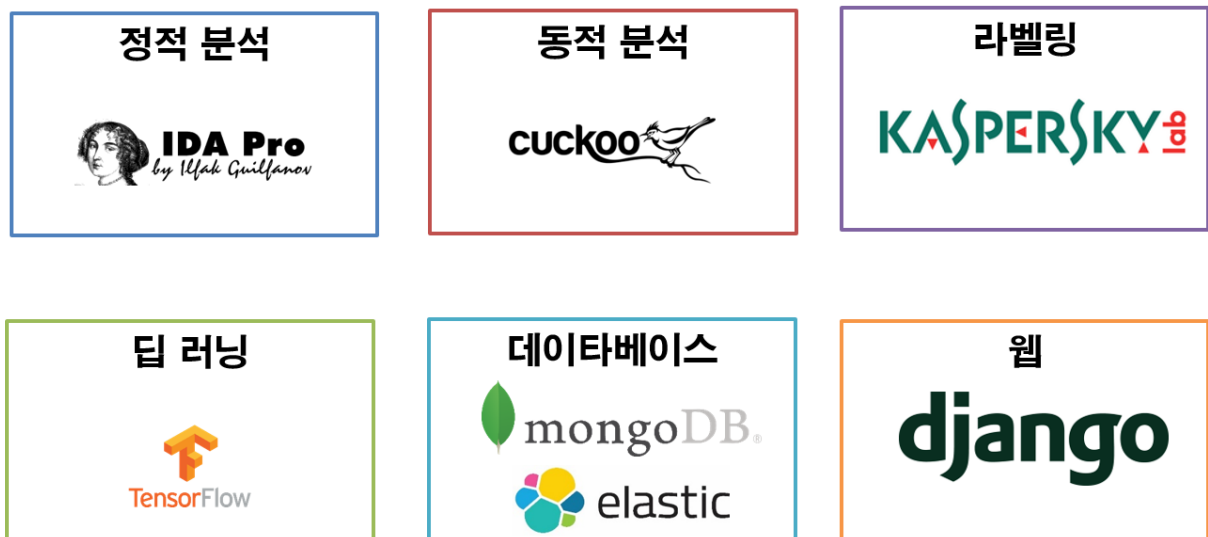 정적 분석
IDA Pro
by Ilfak Guilfanov
동적 분석
cuckoo
라벨링
KASPERSKY lab
딥 러닝
TensorFlow
데이타베이스
mongoDB®
elastic
웹
django